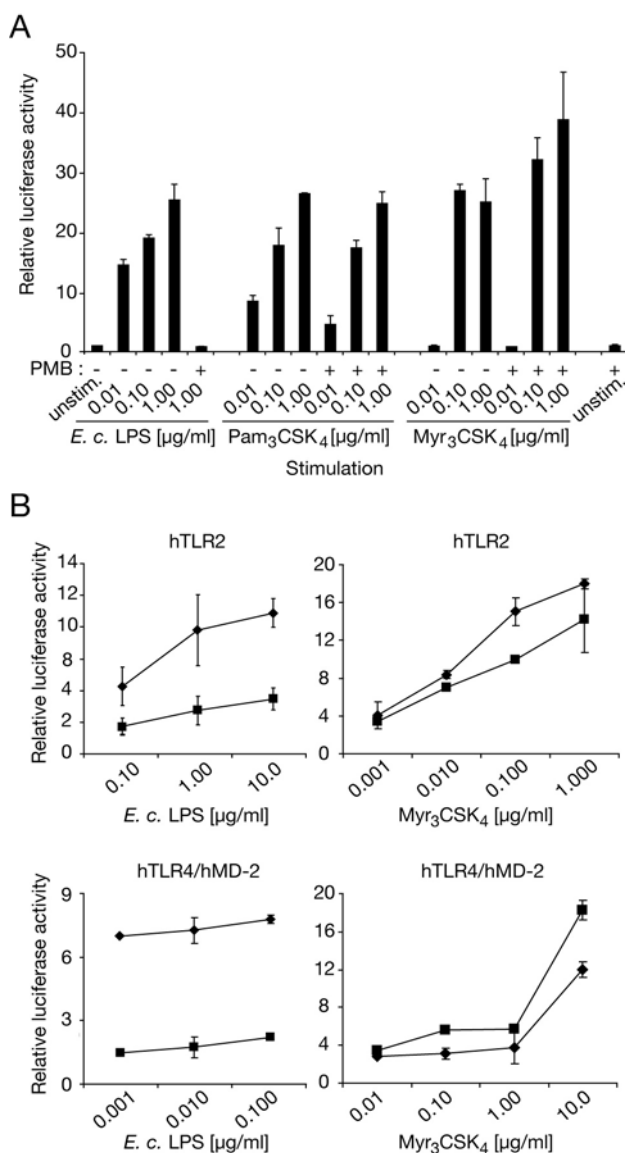 A
Relative luciferase activity
50
40
30
20
10
0
PMB : - - - - + - - - + + + - - - + + + +
unstim. 0.01 0.10 1.00 1.00 0.01 0.10 1.00 0.01 0.10 1.00 0.01 0.10 1.00 0.01 0.10 1.00 unstim.
E. c. LPS [µg/ml] Pam3CSK4[µg/ml] Myr3CSK4[µg/ml]
Stimulation
B
hTLR2
Relative luciferase activity
14
12
10
8
6
4
2
0
0.10 1.00 10.0
E. c. LPS [µg/ml]
hTLR2
20
16
12
8
4
0
0.001 0.010 0.100 1.000
Myr3CSK4 [µg/ml]
hTLR4/hMD-2
Relative luciferase activity
9
6
3
0
0.001 0.010 0.100
E. c. LPS [µg/ml]
hTLR4/hMD-2
20
16
12
8
4
0
0.01 0.10 1.00 10.0
Myr3CSK4 [µg/ml]